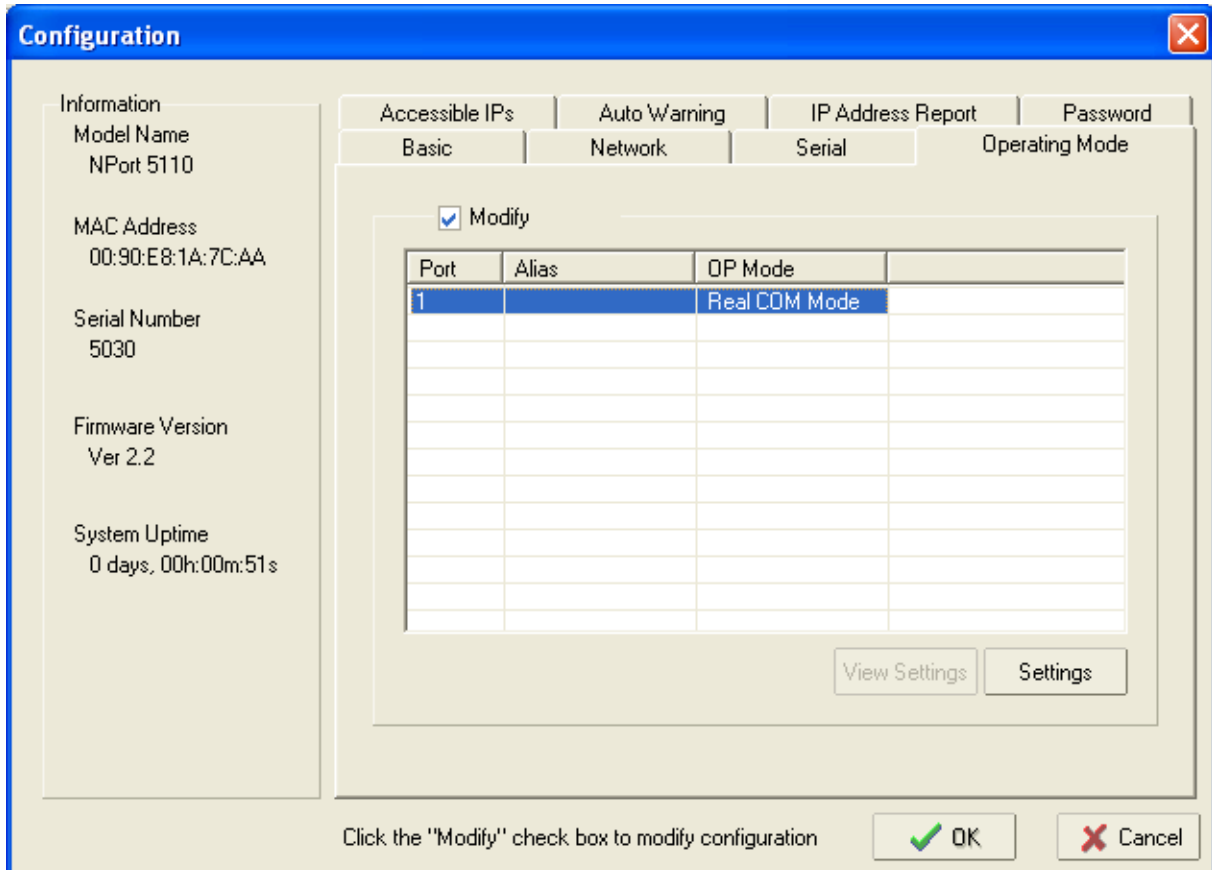 Configuration
Information
Model Name
NPort 5110
MAC Address
00:90:E8:1A:7C:AA
Serial Number
5030
Firmware Version
Ver 2.2
System Uptime
0 days, 00h:00m:51s
Accessible IPs Auto Warning IP Address Report Password
Basic Network Serial Operating Mode
Modify
Port Alias OP Mode
1 Real COM Mode
View Settings Settings
Click the "Modify" check box to modify configuration OK Cancel